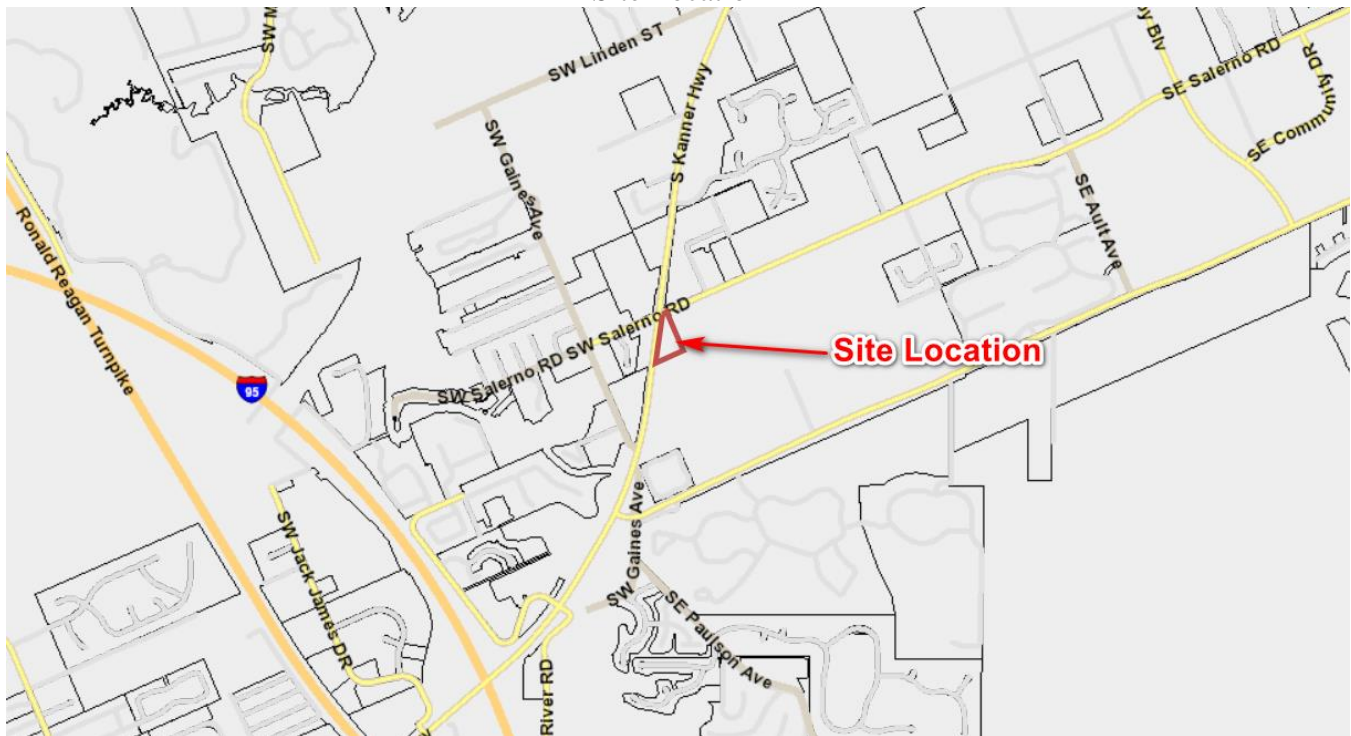 SW Linden ST
S Kanner Hwy
SE Salerno RD
SE Community DR
SW Gaines Ave
SE Ault Ave
Ronald Reagan Turnpike
95
SW Salerno RD
SW Salerno RD
Site Location
SW Jack James DR
SW Gaines Ave
SE Paulson Ave
River RD